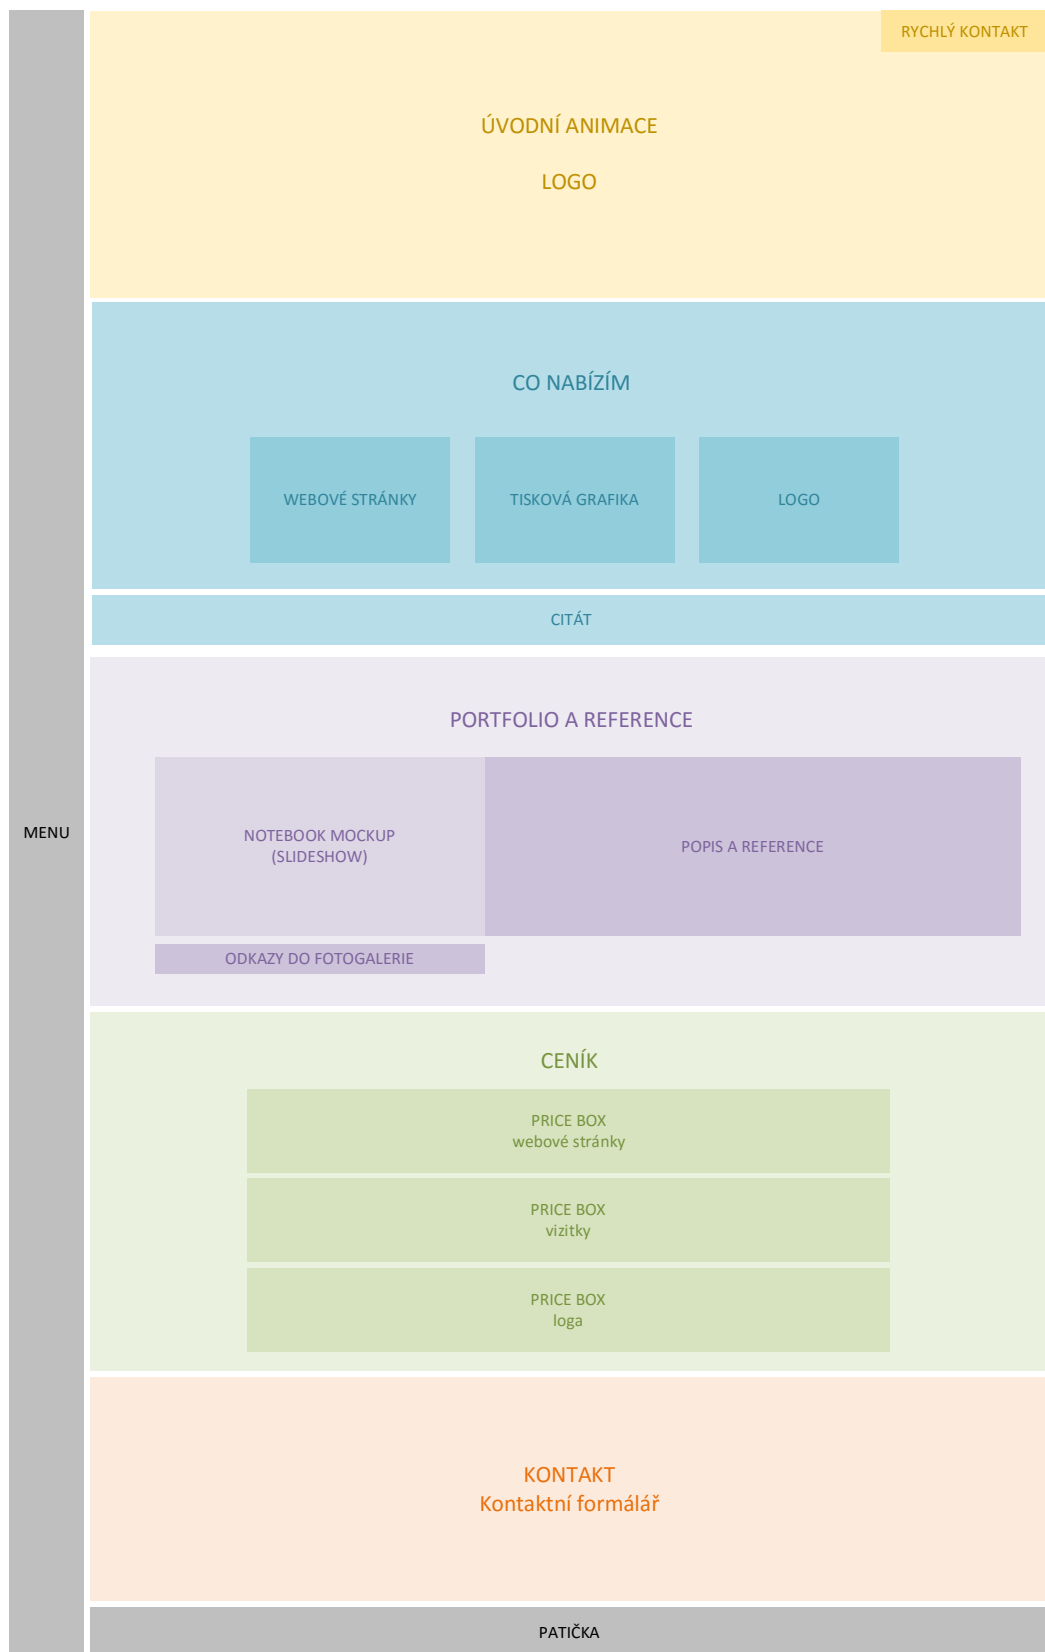 RYCHLÝ KONTAKT
ÚVODNÍ ANIMACE
LOGO
CO NABÍZÍM
WEBOVÉ STRÁNKY
TISKOVÁ GRAFIKA
LOGO
CITÁT
PORTFOLIO A REFERENCE
MENU
NOTEBOOK MOCKUP
(SLIDESHOW)
POPIS A REFERENCE
ODKAZY DO FOTOGALERIE
CENÍK
PRICE BOX
webové stránky
PRICE BOX
vizitky
PRICE BOX
loga
KONTAKT
Kontaktní formálář
PATIČKA